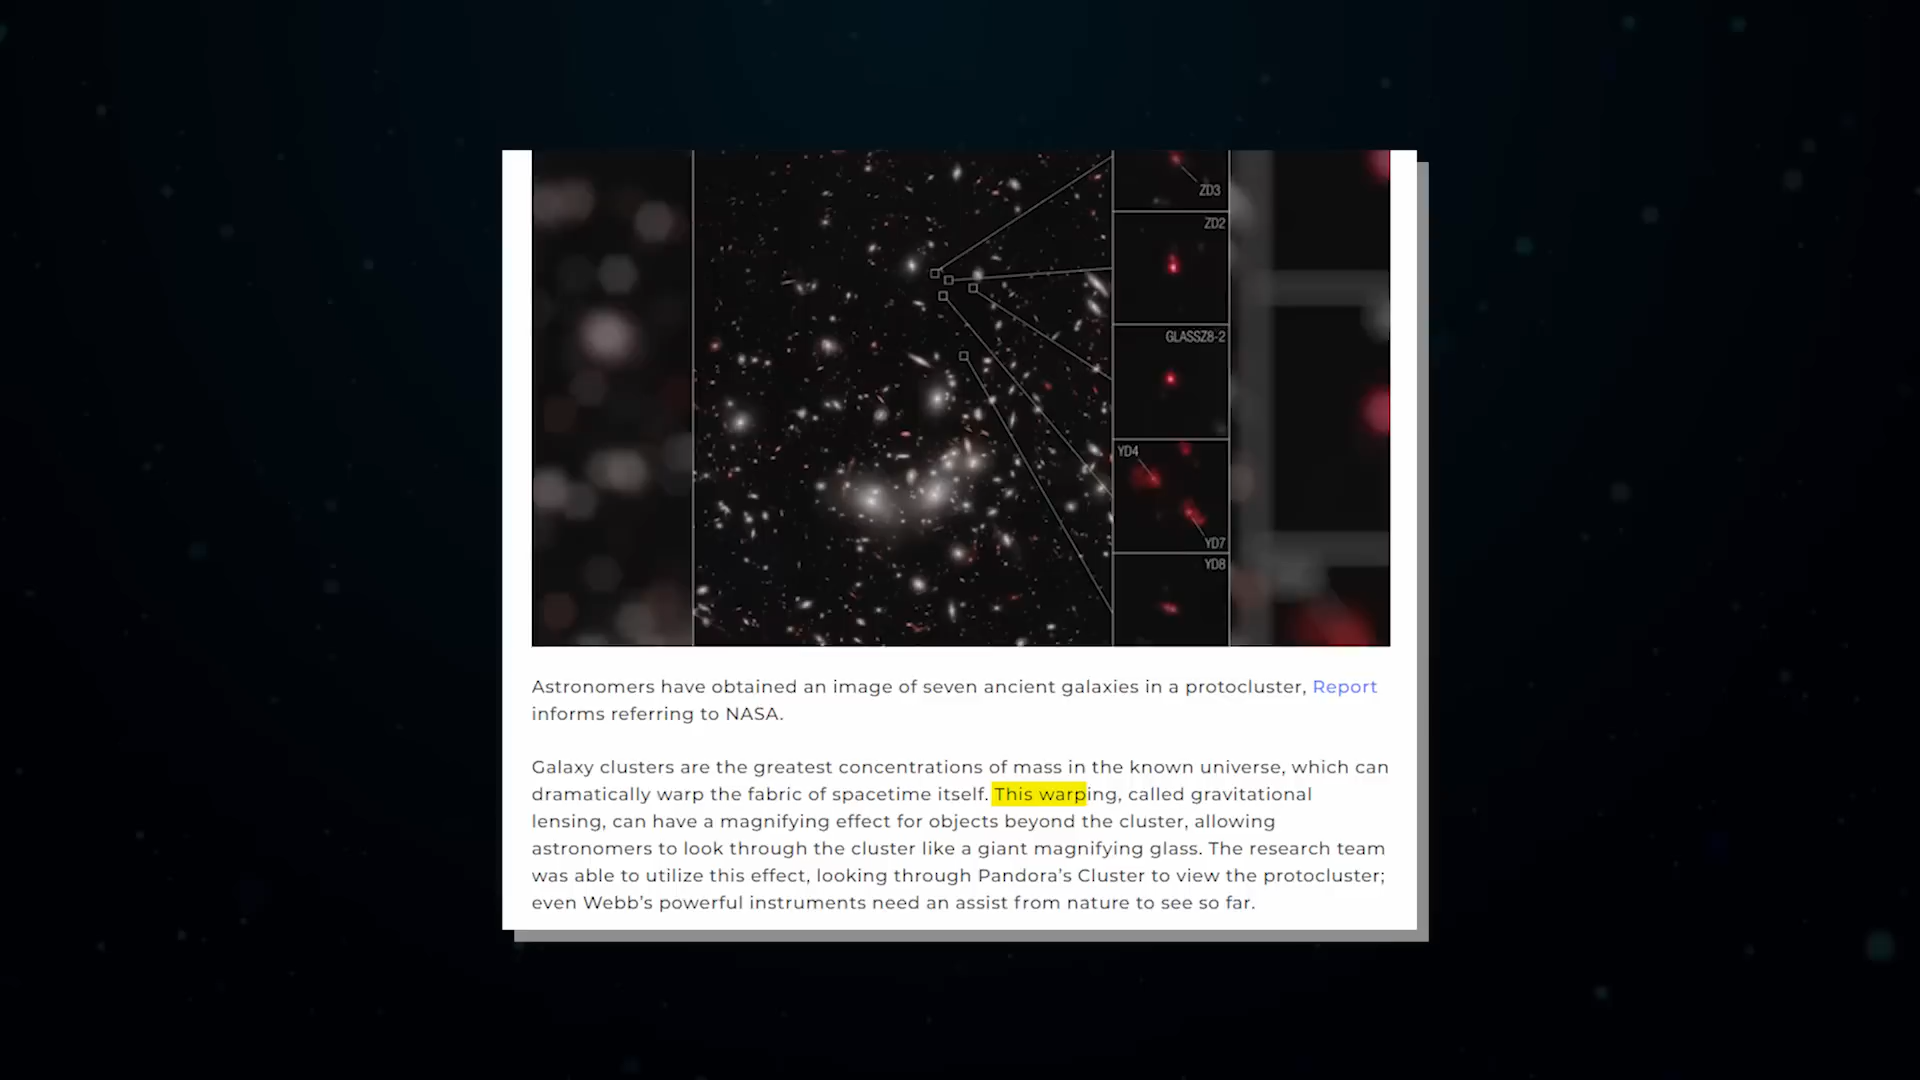 ZD3
ZD2
GLASSZ8-2
YD4
YD7
YD8
Astronomers have obtained an image of seven ancient galaxies in a protocluster, Report
informs referring to NASA.
Galaxy clusters are the greatest concentrations of mass in the known universe, which can
dramatically warp the fabric of spacetime itself. This warping, called gravitational
lensing, can have a magnifying effect for objects beyond the cluster, allowing
astronomers to look through the cluster like a giant magnifying glass. The research team
was able to utilize this effect, looking through Pandora’s Cluster to view the protocluster;
even Webb’s powerful instruments need an assist from nature to see so far.